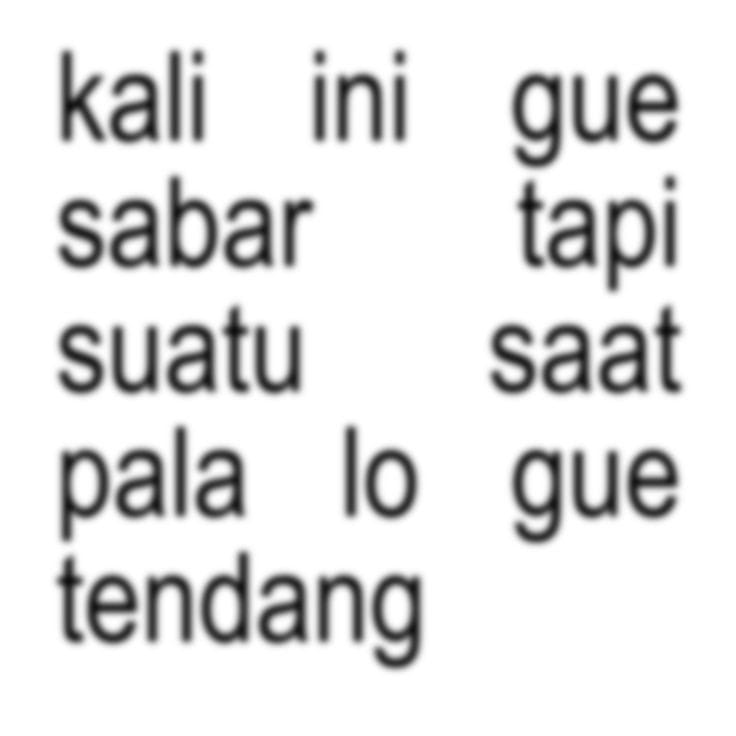 kali ini gue
sabar tapi
suatu saat
pala lo gue
tendang